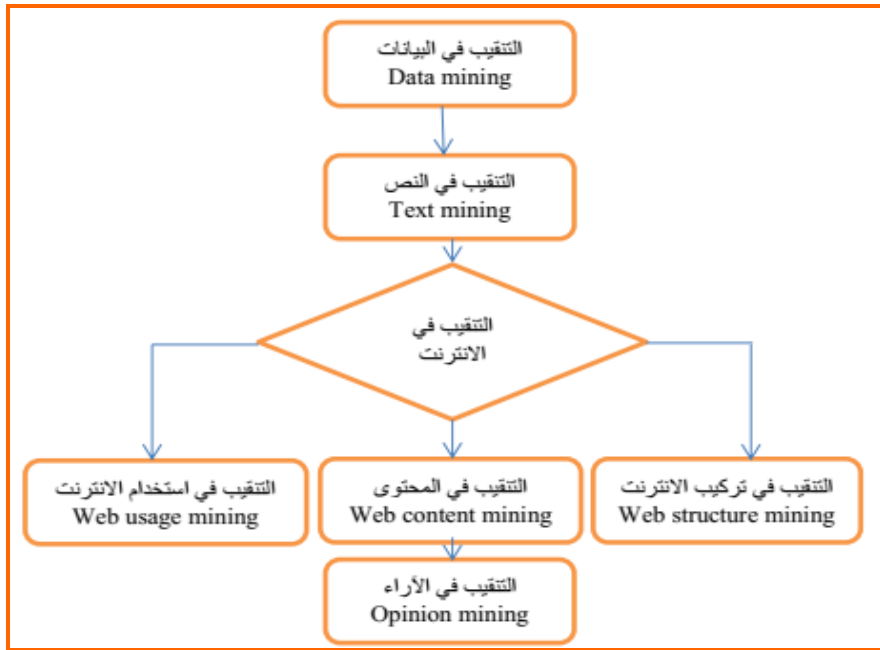 التنقيب في البيانات
Data mining
التنقيب في النص
Text mining
التنقيب في
الانترنت
التنقيب في استخدام الانترنت
Web usage mining
التنقيب في المحتوى
Web content mining
التنقيب في تركيب الانترنت
Web structure mining
التنقيب في الآراء
Opinion mining